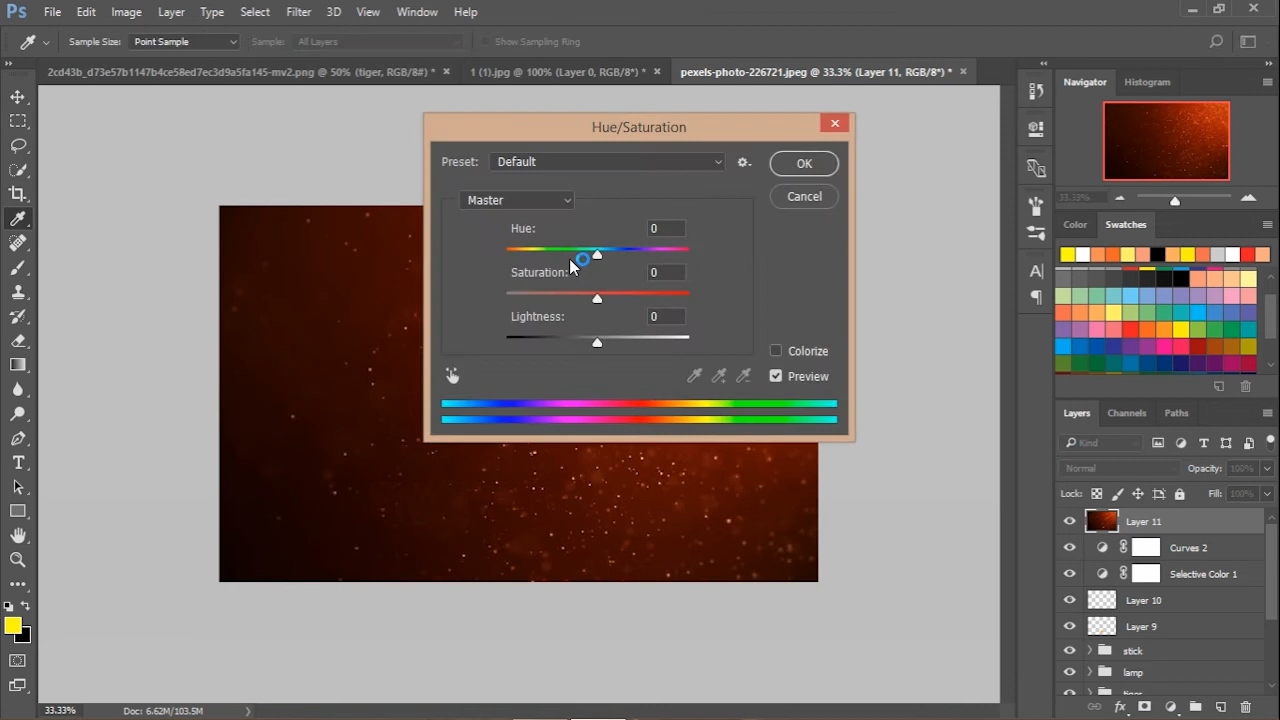 Ps File Edit Image Layer Type Select Filter 3D View Window Help
Sample Size: Point Sample Sample: All Layers Show Sampling Ring
2cd43b_d73e57b1147b4ce58ed7ec3d9a5fa145-mv2.png @ 50% (tiger, RGB/8#) * × 1 (1).jpg @ 100% (Layer 0, RGB/8*) * × pexels-photo-226721.jpeg @ 33.3% (Layer 11, RGB/8*) * ×
Navigator Histogram
33.33%
Color Swatches
Hue/Saturation
Preset: Default
OK
Cancel
Master
Hue: 0
Saturation: 0
Lightness: 0
Colorize
Preview
Layers Channels Paths
Kind
Normal Opacity: 100%
Lock: Fill: 100%
Layer 11
Curves 2
Selective Color 1
Layer 10
Layer 9
stick
lamp
33.33% Doc: 6.62M/103.5M